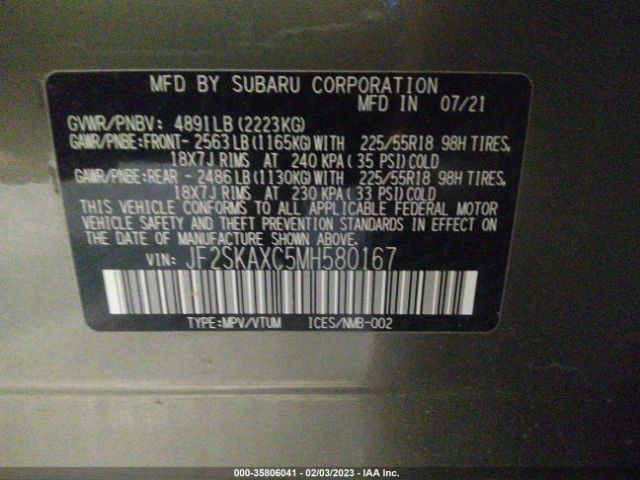 MFD BY SUBARU CORPORATION
MFD IN 07/21
GVWR/PNBV: 4891LB (2223KG)
GAWR/PNBE:FRONT- 2563 LB (1165KG) WITH 225/55R18 98H TIRES,
18X7J RIMS AT 240 KPA (35 PSI) COLD
GAWR/PNBE:REAR - 2486 LB (1130KG) WITH 225/55R18 98H TIRES,
18X7J RIMS AT 230 KPA (33 PSI) COLD
THIS VEHICLE CONFORMS TO ALL APPLICABLE FEDERAL MOTOR
VEHICLE SAFETY AND THEFT PREVENTION STANDARDS IN EFFECT ON
THE DATE OF MANUFACTURE SHOWN ABOVE.
VIN: JF2SKAXC5MH580167
TYPE:MPV/VTUM ICES/NMB-002
000-35806041 - 02/03/2023 - IAA Inc.